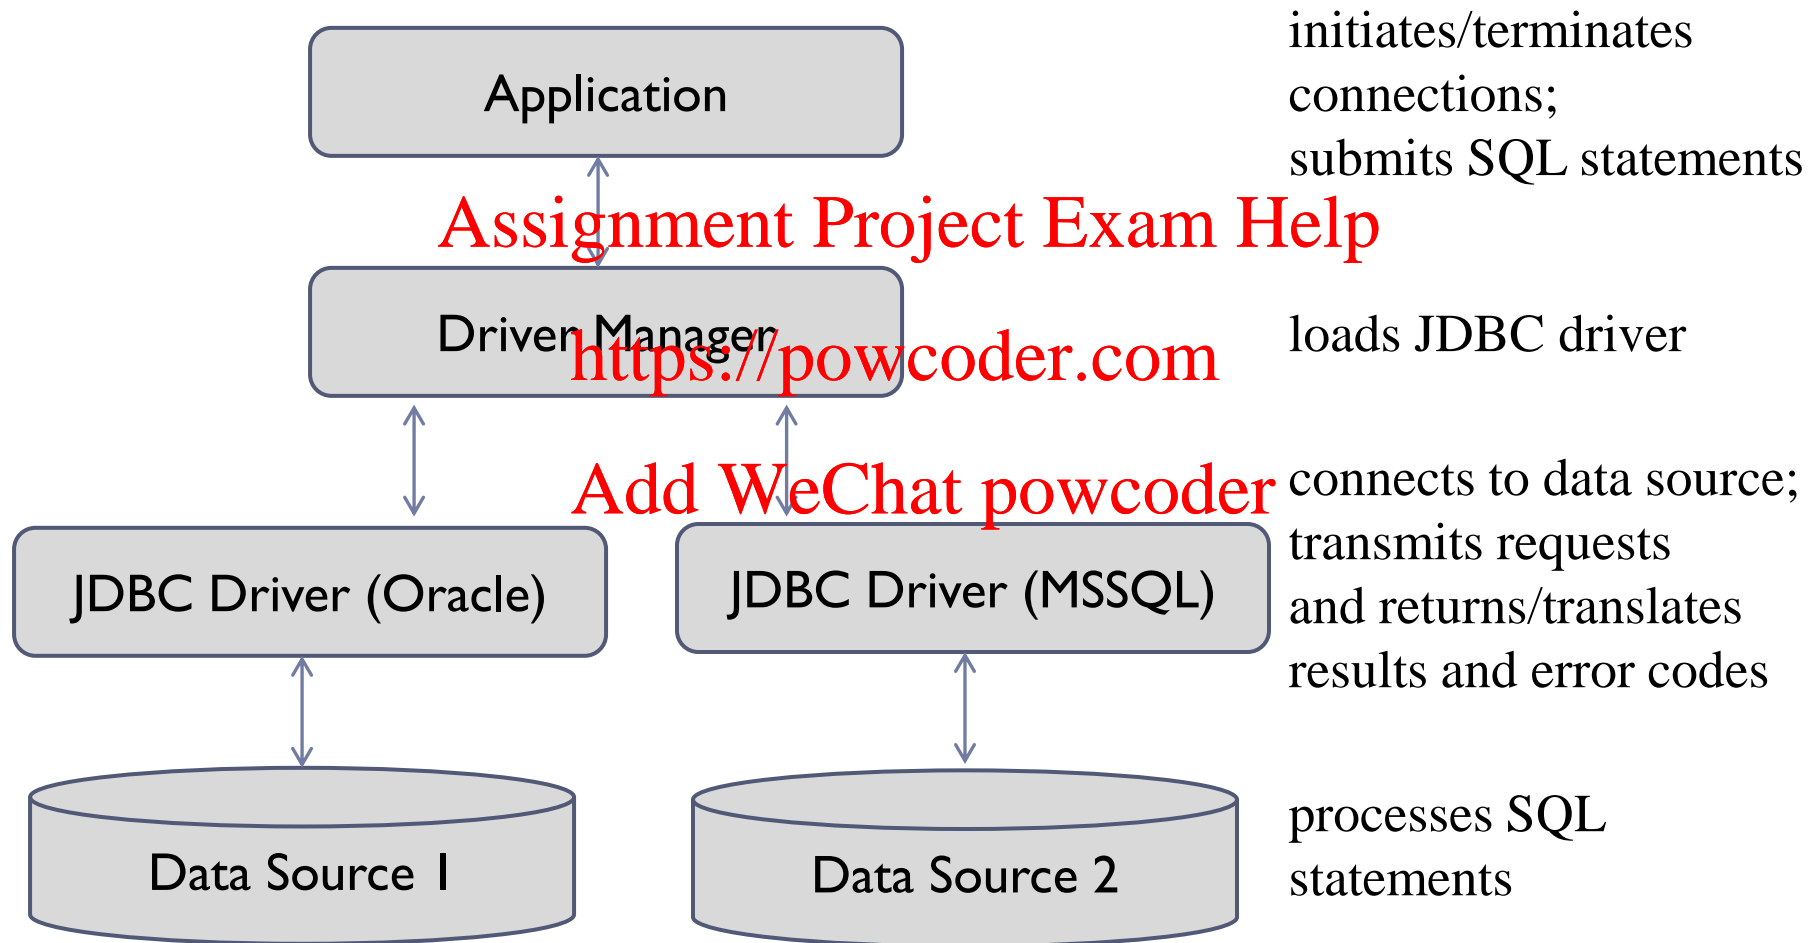 initiates/terminates
connections;
submits SQL statements
Application
Assignment Project Exam Help
Driver Manager
loads JDBC driver
https://powcoder.com
Add WeChat powcoder
connects to data source;
transmits requests
and returns/translates
results and error codes
JDBC Driver (Oracle)
JDBC Driver (MSSQL)
processes SQL
statements
Data Source 1
Data Source 2